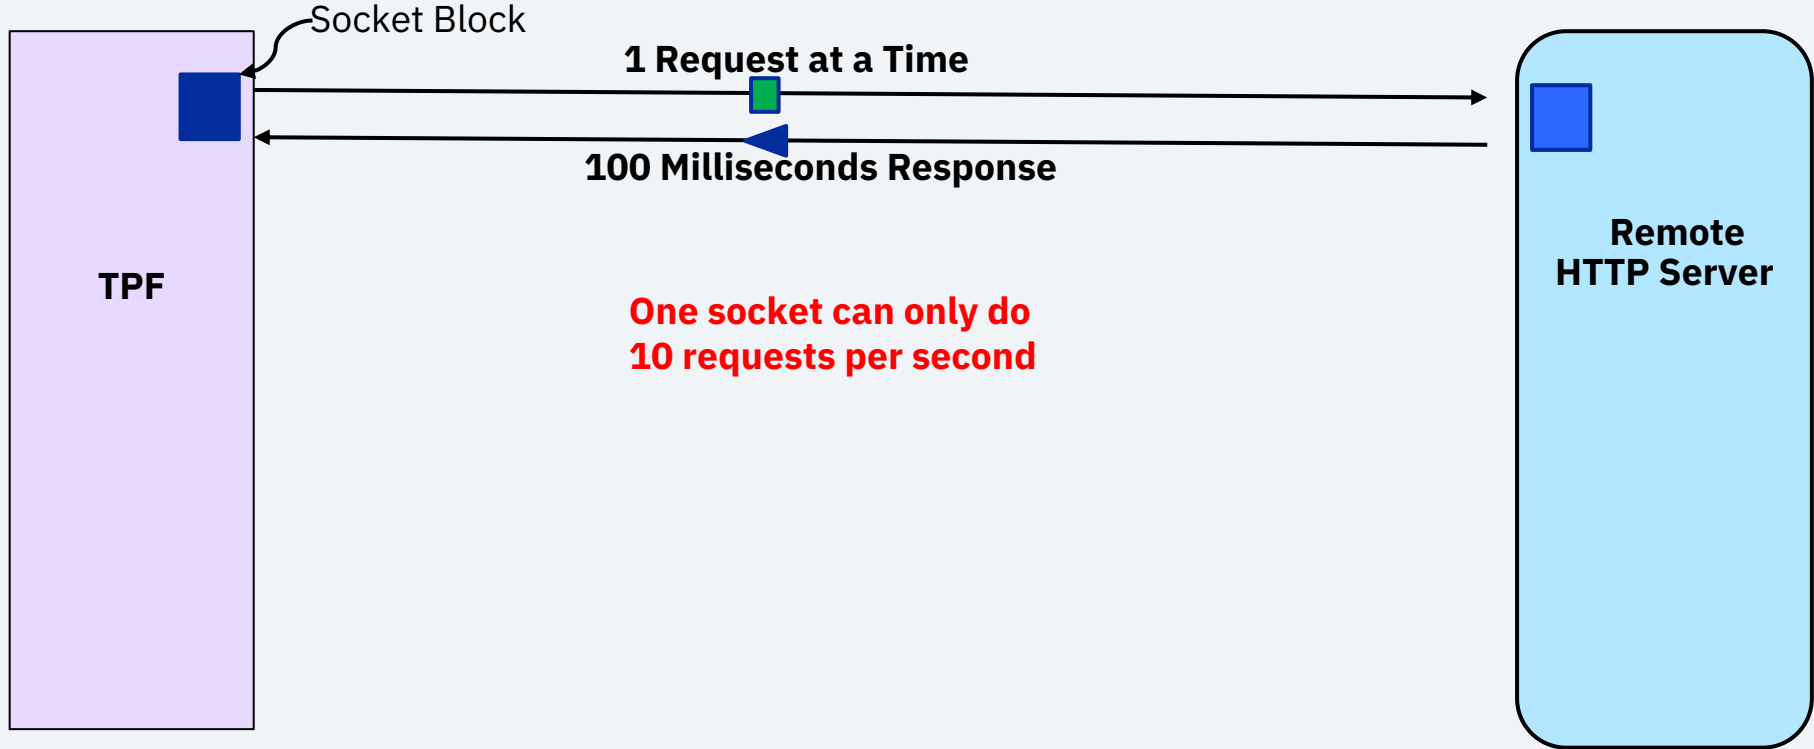 Socket Block
1 Request at a Time
100 Milliseconds Response
TPF
Remote
HTTP Server
One socket can only do
10 requests per second